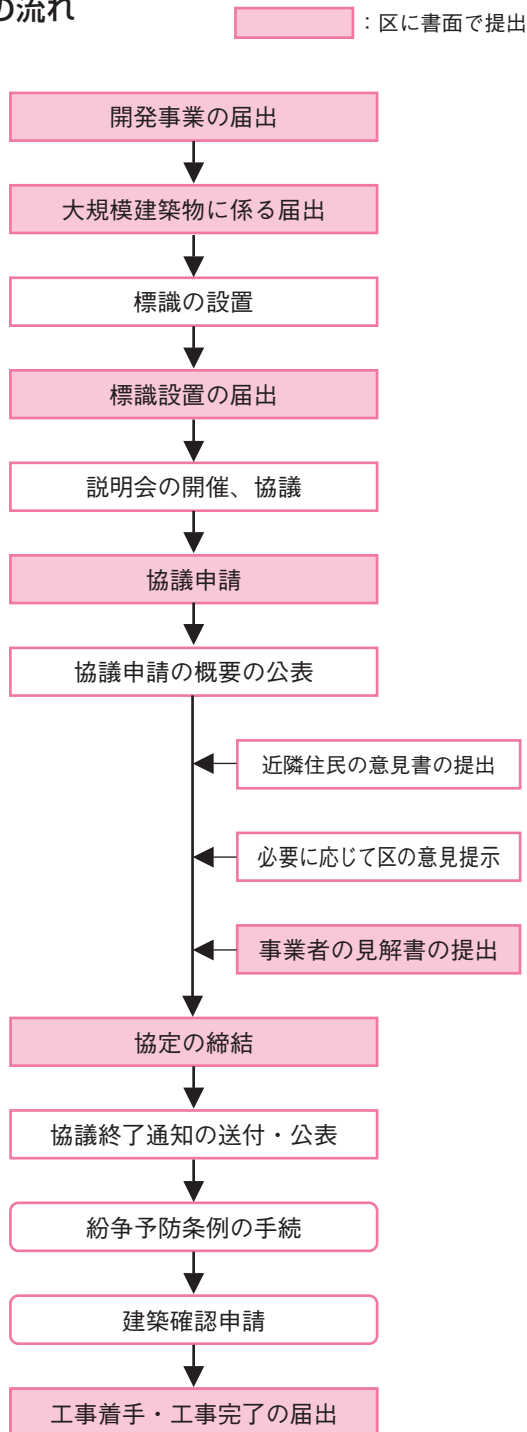 の流れ
：区に書面で提出
開発事業の届出
大規模建築物に係る届出
標識の設置
標識設置の届出
説明会の開催、協議
協議申請
協議申請の概要の公表
近隣住民の意見書の提出
必要に応じて区の意見提示
事業者の見解書の提出
協定の締結
協議終了通知の送付・公表
紛争予防条例の手続
建築確認申請
工事着手・工事完了の届出